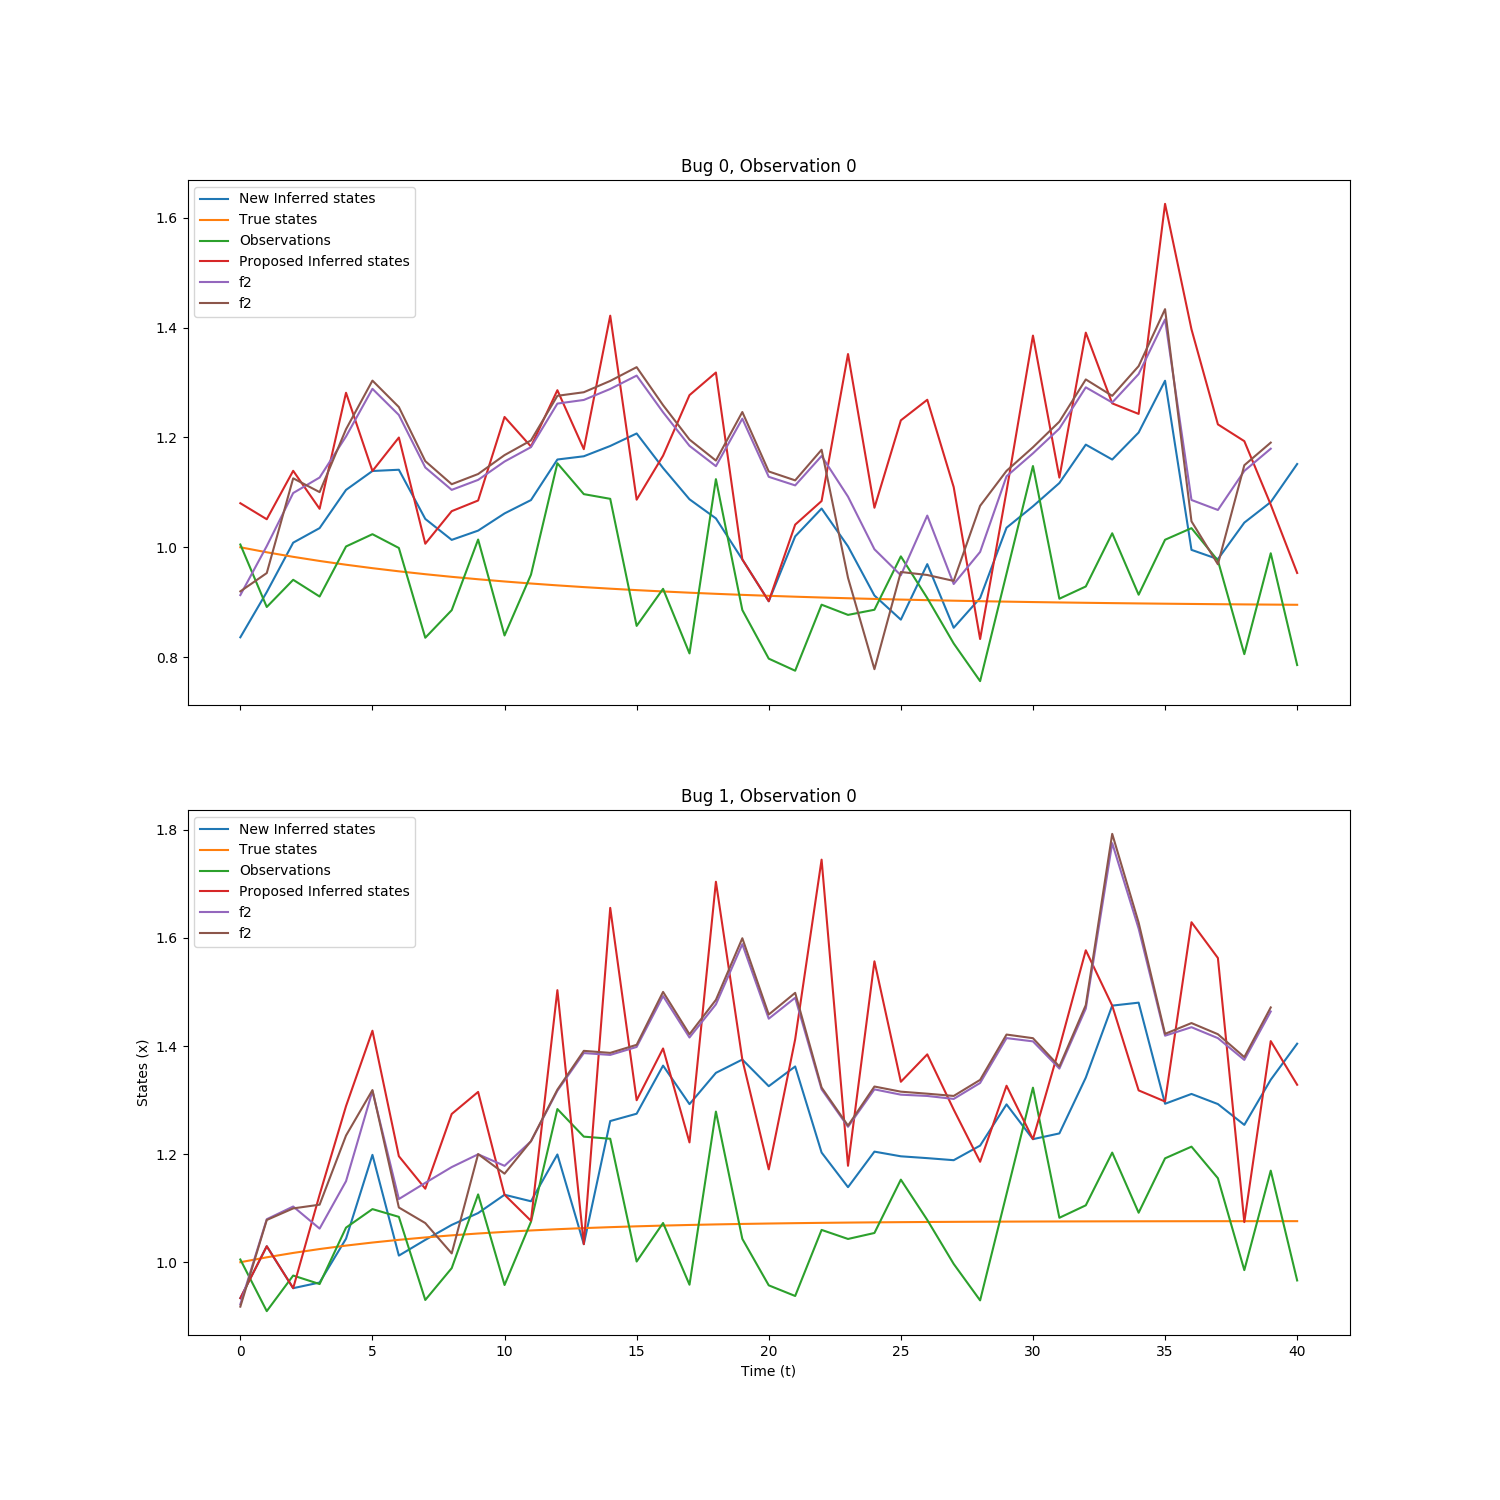 Bug 0, Observation 0
New Inferred states
True states
Observations
Proposed Inferred states
f2
f2
1.6
1.4
1.2
1.0
0.8
Bug 1, Observation 0
New Inferred states
True states
Observations
Proposed Inferred states
f2
f2
1.8
1.6
1.4
1.2
1.0
States (x)
0 5 10 15 20 25 30 35 40
Time (t)